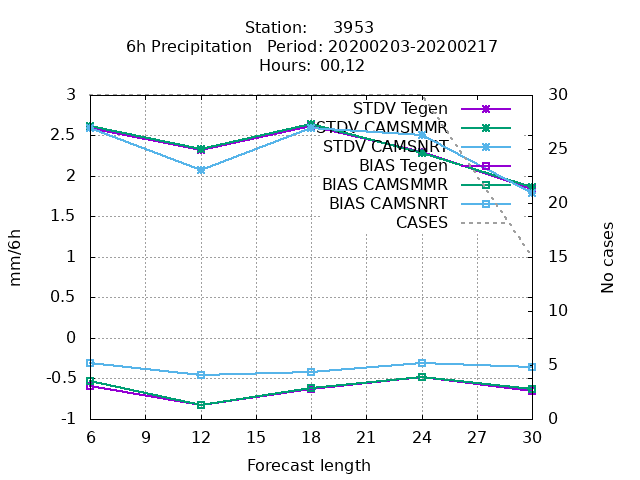 Station: 3953
6h Precipitation Period: 20200203-20200217
Hours: 00,12
3
2.5
2
1.5
1
0.5
0
-0.5
-1
30
25
20
15
10
5
0
STDV Tegen
STDV CAMSMMR
STDV CAMSNRT
BIAS Tegen
BIAS CAMSMMR
BIAS CAMSNRT
CASES
mm/6h
No cases
6 9 12 15 18 21 24 27 30
Forecast length